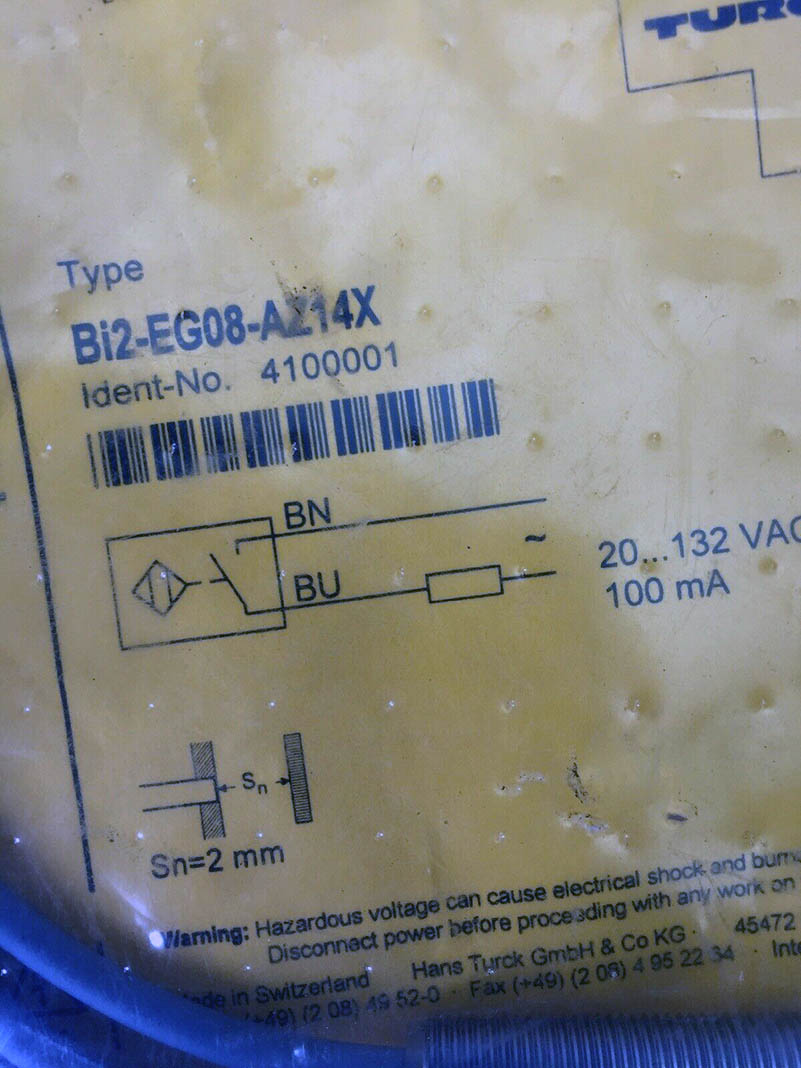 TURC
Type
Bi2-EG08-AZ14X
Ident-No. 4100001
BN
~
BU
20...132 VAC
100 mA
Sn
Sn=2 mm
Warning: Hazardous voltage can cause electrical shock and burns
Disconnect power before proceeding with any work on
Made in Switzerland Hans Turck GmbH & Co KG · 45472
(+49) (2 08) 49 52-0 · Fax (+49) (2 08) 4 95 22 34 · Inte